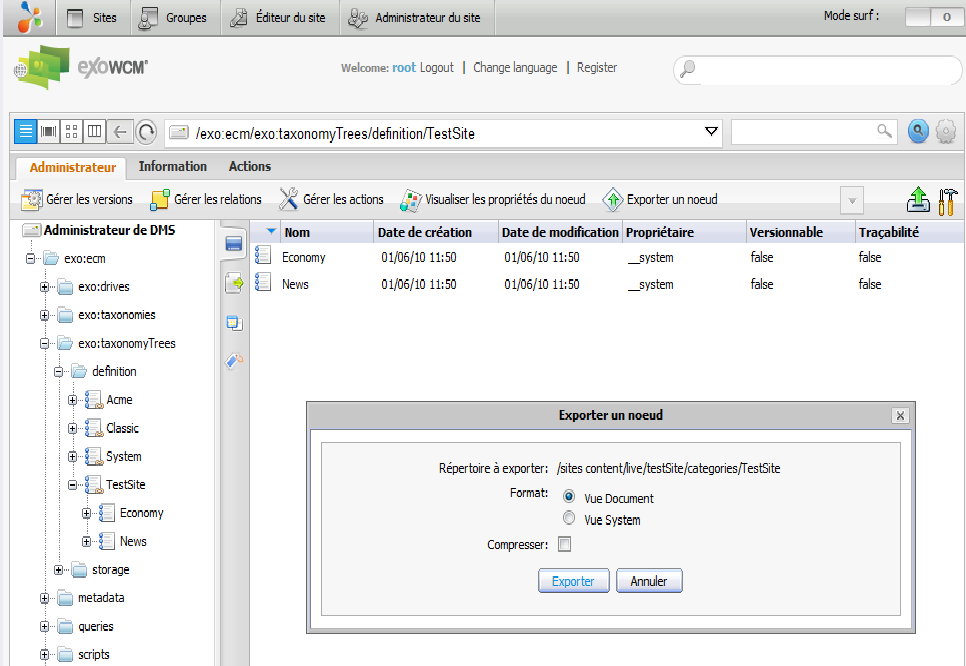 Sites Groupes Éditeur du site Administrateur du site Mode surf : 0
exoWCM
Welcome: root Logout | Change language | Register
/exo:ecm/exo:taxonomyTrees/definition/TestSite
Administrateur Information Actions
Gérer les versions Gérer les relations Gérer les actions Visualiser les propriétés du noeud Exporter un noeud
Administrateur de DMS
exo:ecm
exo:drives
exo:taxonomies
exo:taxonomyTrees
definition
Acme
Classic
System
TestSite
Economy
News
storage
metadata
queries
scripts
Nom Date de création Date de modification Propriétaire Versionnable Traçabilité
Economy 01/06/10 11:50 01/06/10 11:50 __system false false
News 01/06/10 11:50 01/06/10 11:50 __system false false
Exporter un noeud
Répertoire à exporter: /sites content/live/testSite/categories/TestSite
Format: Vue Document
Vue System
Compresser:
Exporter Annuler